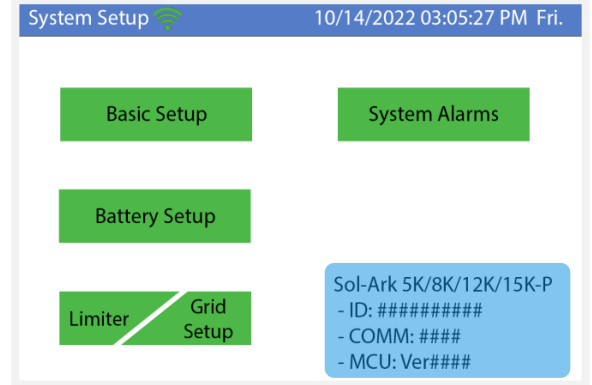 System Setup 10/14/2022 03:05:27 PM Fri.
Basic Setup
System Alarms
Battery Setup
Limiter
Grid
Setup
Sol-Ark 5K/8K/12K/15K-P
- ID: ##########
- COMM: ####
- MCU: Ver####